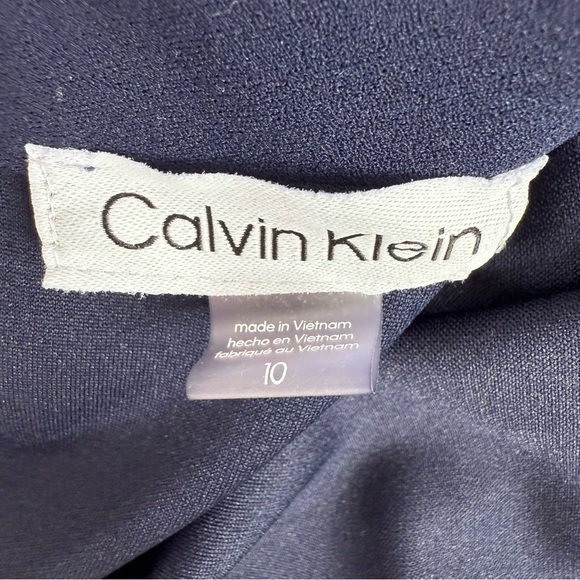 Calvin Klein
made in Vietnam
hecho en Vietnam
fabriqué au Vietnam
10